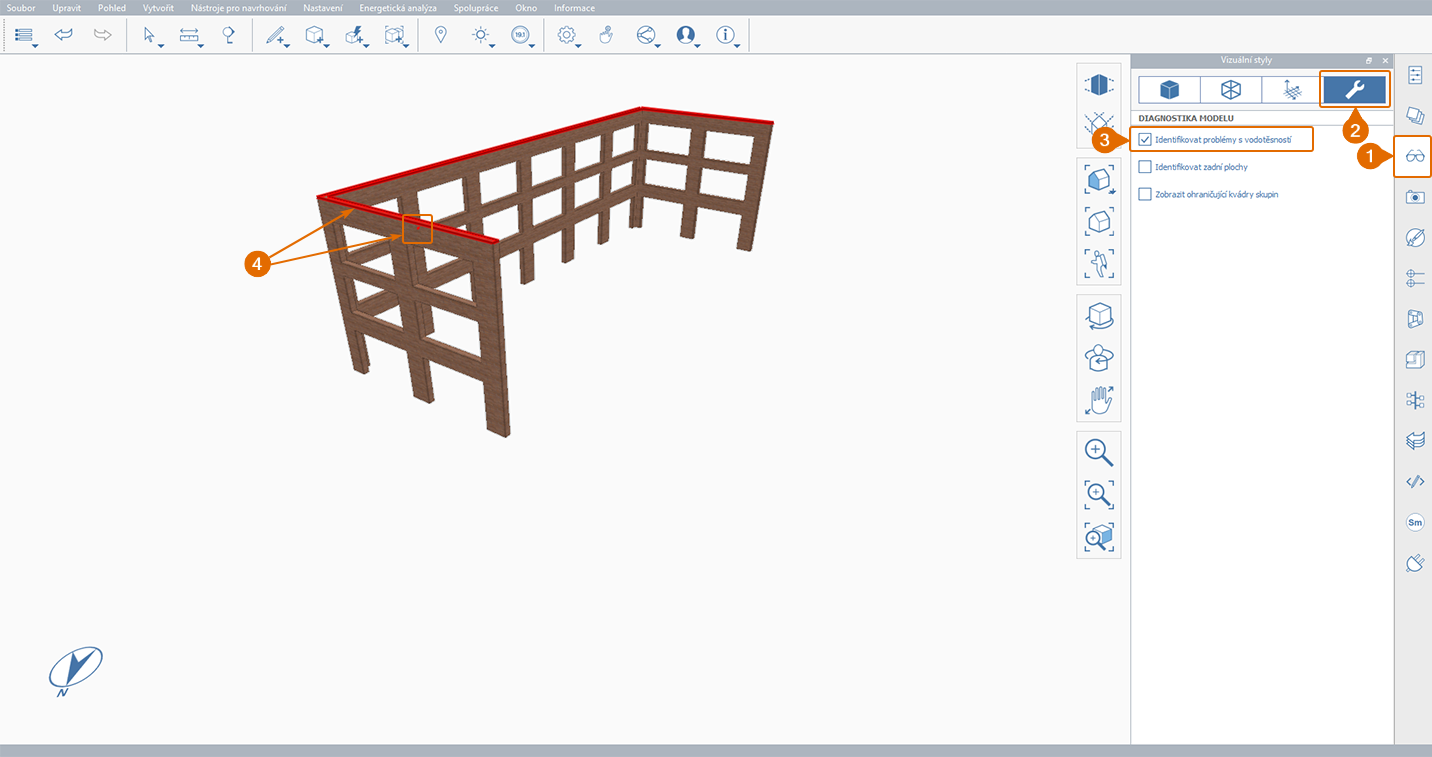 Soubor Upravit Pohled Vytvořit Nástroje pro navrhování Nastavení Energetická analýza Spolupráce Okno Informace
191
Vizuální styly
DIAGNOSTIKA MODELU
2
3
Identifikovat problémy s vodotěsností
1
Identifikovat zadní plochy
Zobrazit ohraničující kvádry skupin
4
Sm
N